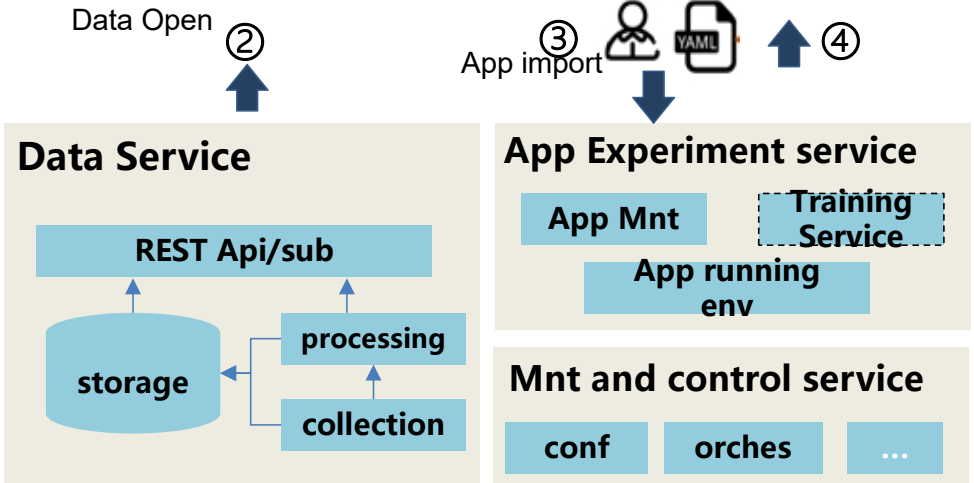 Data Open
②
③
App import
YAML
④
Data Service
REST Api/sub
storage
processing
collection
App Experiment service
App Mnt
Training
Service
App running
env
Mnt and control service
conf
orches
...